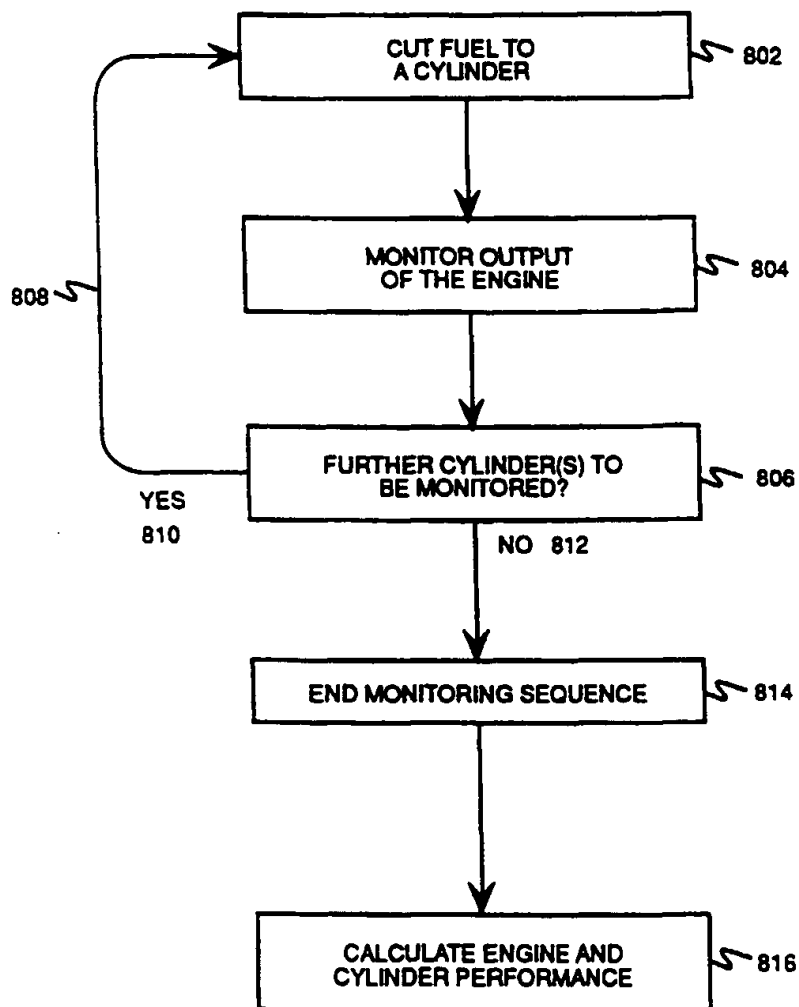 CUT FUEL TO
A CYLINDER
802
MONITOR OUTPUT
OF THE ENGINE
804
808
FURTHER CYLINDER(S) TO
BE MONITORED?
806
YES
810
NO 812
END MONITORING SEQUENCE
814
CALCULATE ENGINE AND
CYLINDER PERFORMANCE
816